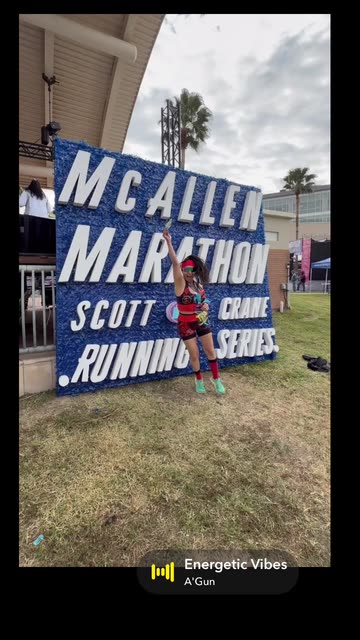 McALLEN
MARATHON
SCOTT CRANE
.RUNNING SERIES.
Energetic Vibes
A'Gun